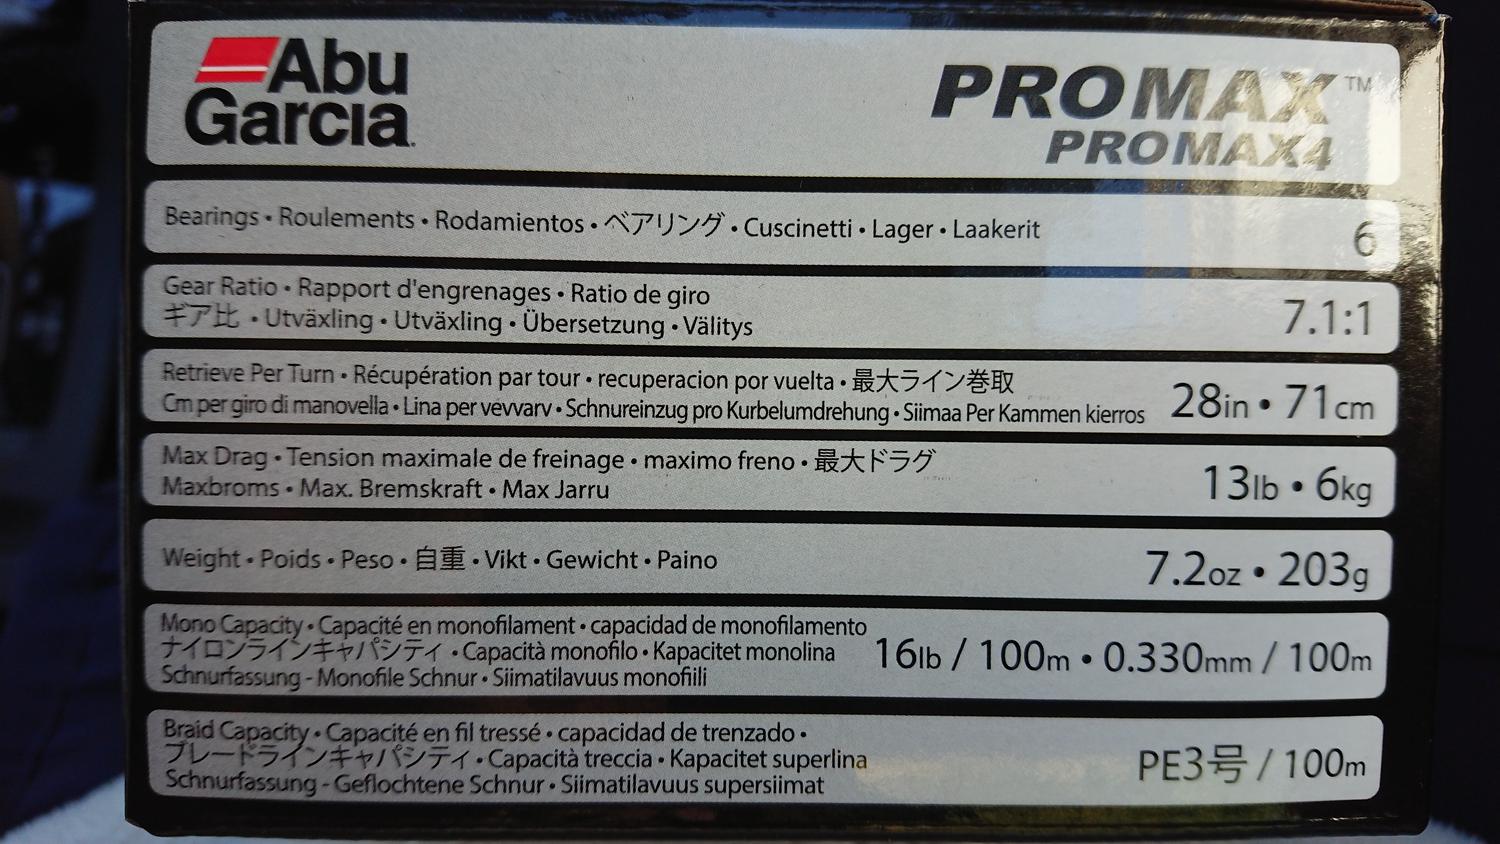 Abu
Garcia
PROMAX™
PROMAX4
Bearings • Roulements • Rodamientos • ベアリング • Cuscinetti • Lager • Laakerit
6
Gear Ratio • Rapport d'engrenages • Ratio de giro
ギア比 • Utväxling • Utväxling • Übersetzung • Välitys
7.1:1
Retrieve Per Turn • Récupération par tour • recuperacion por vuelta • 最大ライン巻取
Cm per giro di manovella • Lina per vevvarv • Schnureinzug pro Kurbelumdrehung • Siimaa Per Kammen kierros
28in • 71cm
Max Drag • Tension maximale de freinage • maximo freno • 最大ドラグ
Maxbroms • Max. Bremskraft • Max Jarru
13lb • 6kg
Weight • Poids • Peso • 自重 • Vikt • Gewicht • Paino
7.2oz • 203g
Mono Capacity • Capacité en monofilament • capacidad de monofilamento
ナイロンラインキャパシティ • Capacità monofilo • Kapacitet monolina
Schnurfassung - Monofile Schnur • Siimatilavuus monofiili
16lb / 100m • 0.330mm / 100m
Braid Capacity • Capacité en fil tressé • capacidad de trenzado •
ブレードラインキャパシティ • Capacità treccia • Kapacitet superlina
Schnurfassung - Geflochtene Schnur • Siimatilavuus supersiimat
PE3号 / 100m